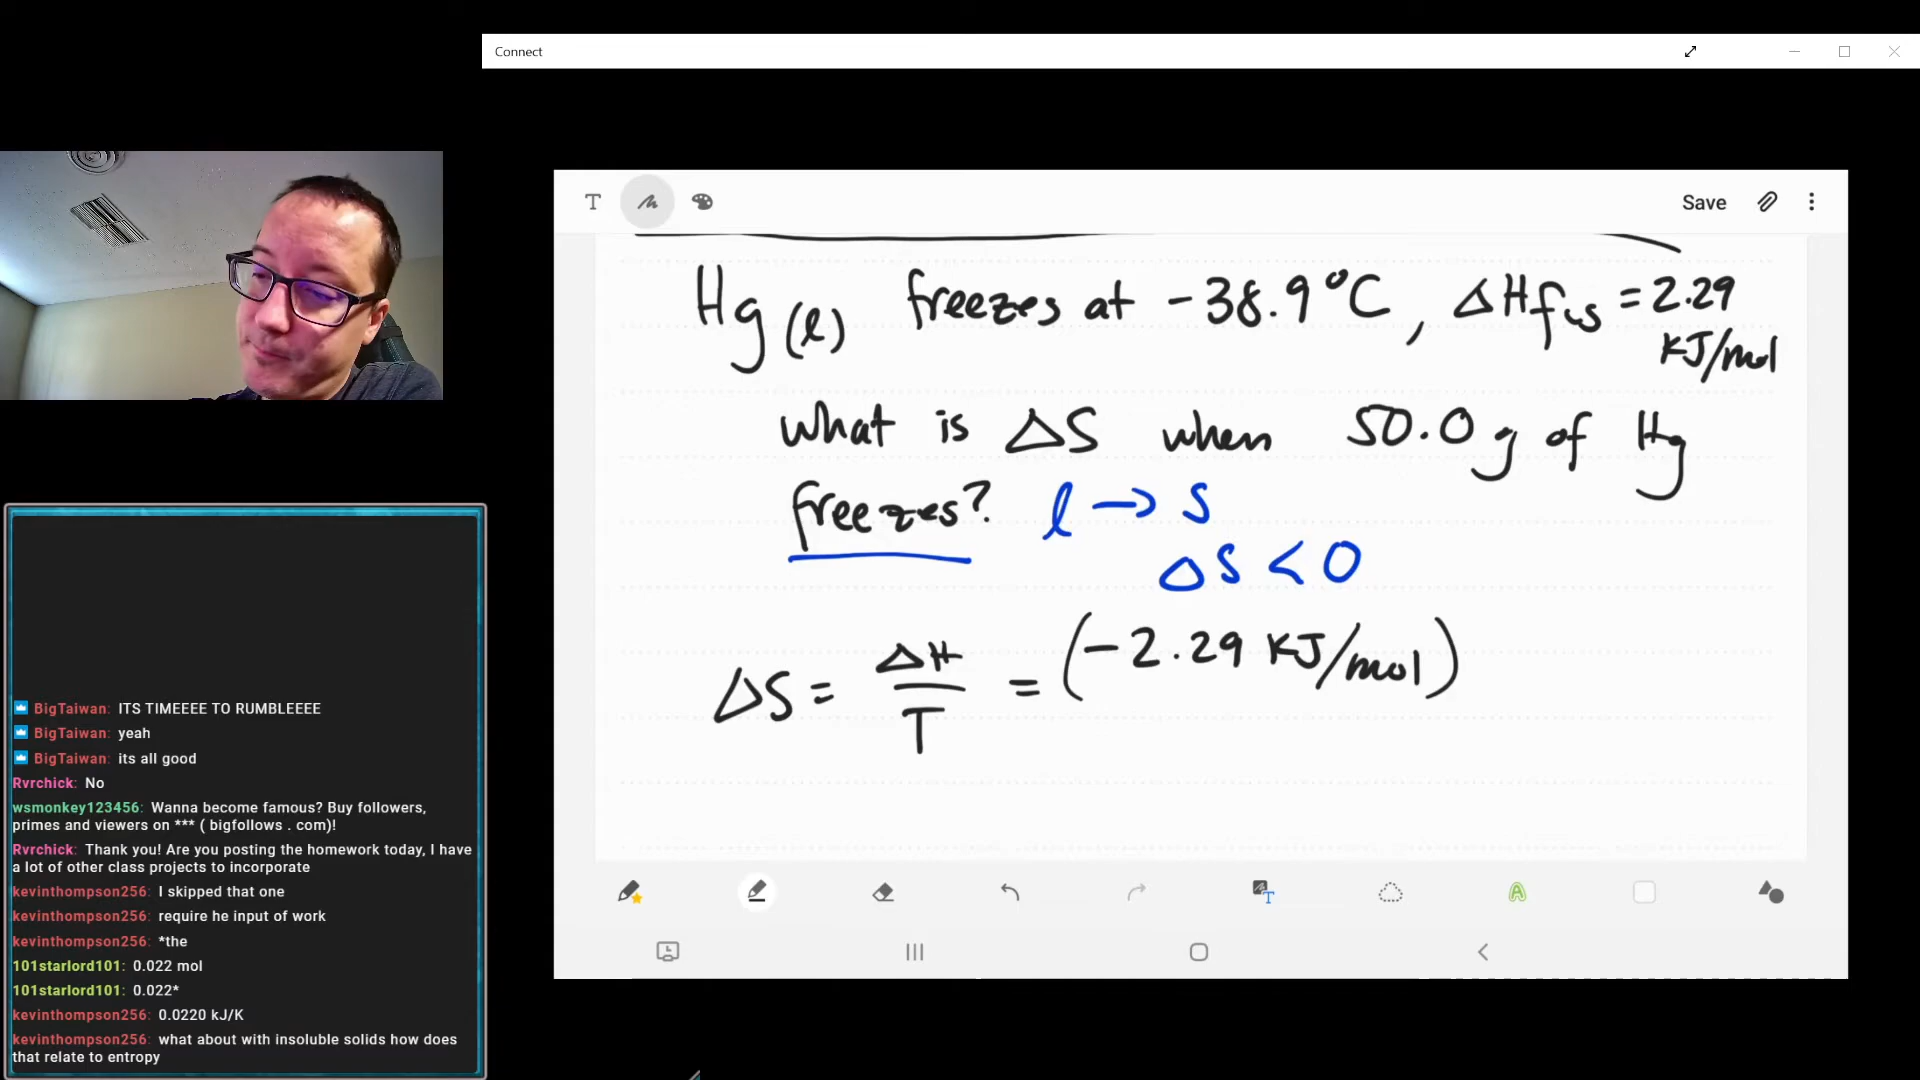 Connect
T
Save
Hg(l) freezes at -38.9°C, ΔHfus = 2.29
KJ/mol
what is ΔS when 50.0 g of Hg
freezes? l → s
ΔS < 0
ΔS = ΔH/T = (-2.29 KJ/mol)
BigTaiwan: ITS TIMEEEE TO RUMBLEEEE
BigTaiwan: yeah
BigTaiwan: its all good
Rvrchick: No
wsmonkey123456: Wanna become famous? Buy followers,
primes and viewers on *** ( bigfollows . com)!
Rvrchick: Thank you! Are you posting the homework today, I have
a lot of other class projects to incorporate
kevinthompson256: I skipped that one
kevinthompson256: require he input of work
kevinthompson256: *the
101starlord101: 0.022 mol
101starlord101: 0.022*
kevinthompson256: 0.0220 kJ/K
kevinthompson256: what about with insoluble solids how does
that relate to entropy